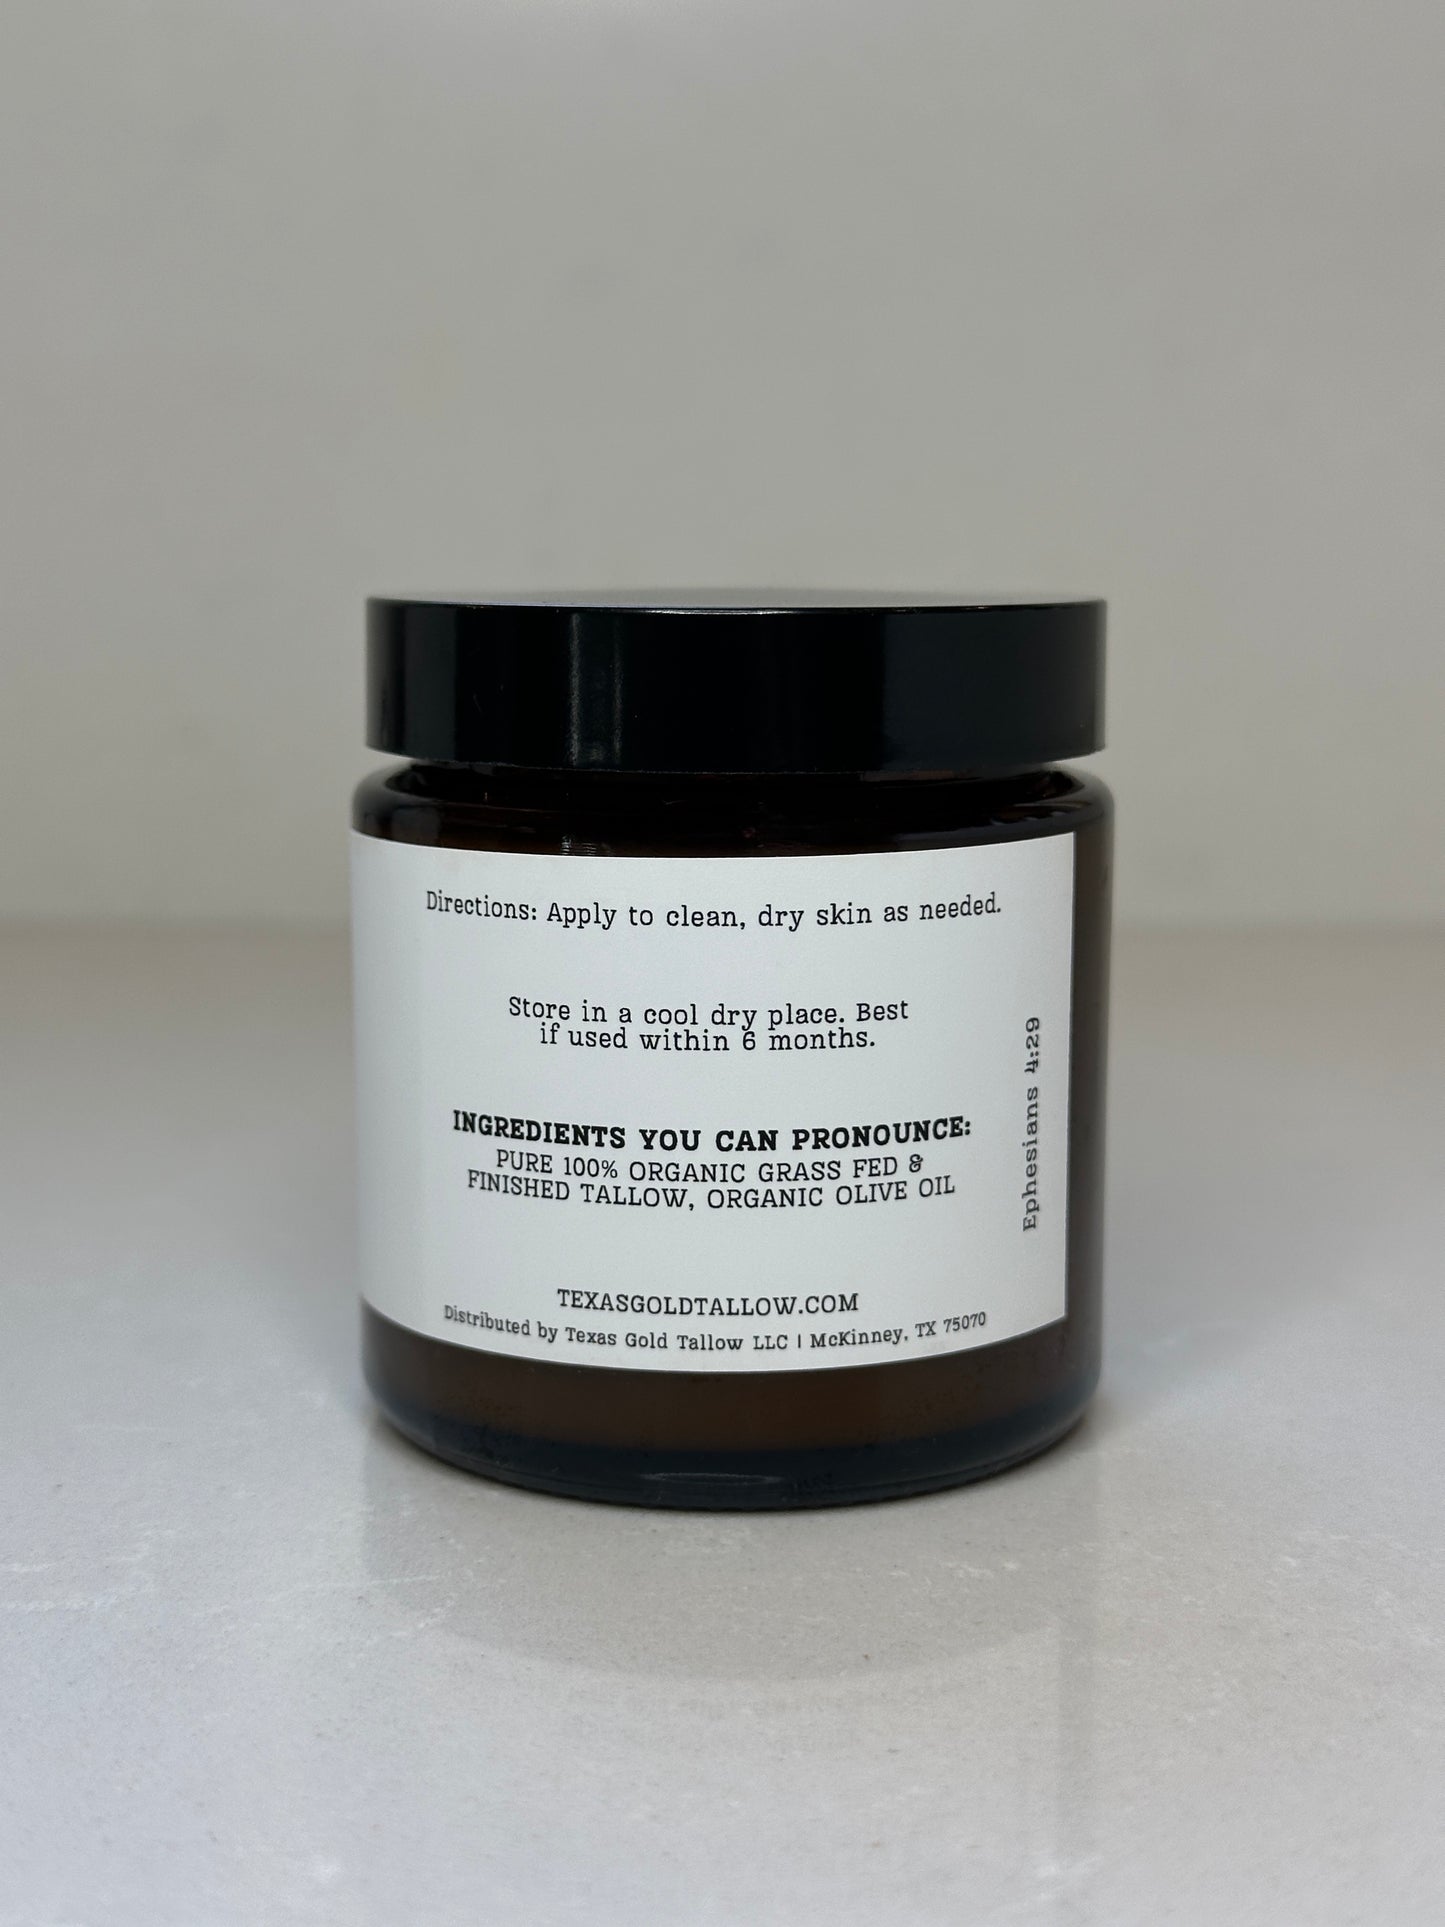 Directions: Apply to clean, dry skin as needed.
Store in a cool dry place. Best
if used within 6 months.
INGREDIENTS YOU CAN PRONOUNCE:
PURE 100% ORGANIC GRASS FED &
FINISHED TALLOW, ORGANIC OLIVE OIL
TEXASGOLDTALLOW.COM
Distributed by Texas Gold Tallow LLC | McKinney, TX 75070
Ephesians 4:29